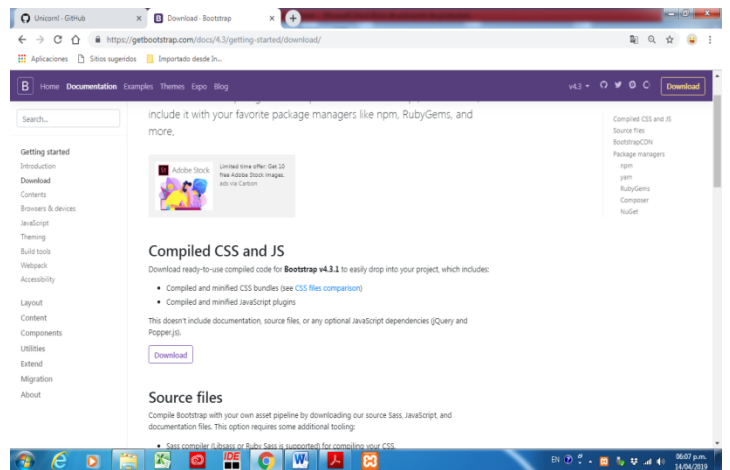 Unicorn! · GitHub
Download · Bootstrap
https://getbootstrap.com/docs/4.3/getting-started/download/
Aplicaciones
Sitios sugeridos
Importado desde In...
B
Home
Documentation
Examples
Themes
Expo
Blog
v4.3
Download
Search...
Getting started
Introduction
Download
Contents
Browsers & devices
JavaScript
Theming
Build tools
Webpack
Accessibility
Layout
Content
Components
Utilities
Extend
Migration
About
include it with your favorite package managers like npm, RubyGems, and
more.
Adobe Stock
Limited time offer: Get 10
free Adobe Stock images.
ads via Carbon
Compiled CSS and JS
Download ready-to-use compiled code for Bootstrap v4.3.1 to easily drop into your project, which includes:
Compiled and minified CSS bundles (see CSS files comparison)
Compiled and minified JavaScript plugins
This doesn't include documentation, source files, or any optional JavaScript dependencies (jQuery and
Popper.js).
Download
Source files
Compile Bootstrap with your own asset pipeline by downloading our source Sass, JavaScript, and
documentation files. This option requires some additional tooling:
Sass compiler (Libsass or Ruby Sass is supported) for compiling your CSS.
Compiled CSS and JS
Source files
BootstrapCDN
Package managers
npm
yarn
RubyGems
Composer
NuGet
IDE
EN
06:07 p.m.
14/04/2019